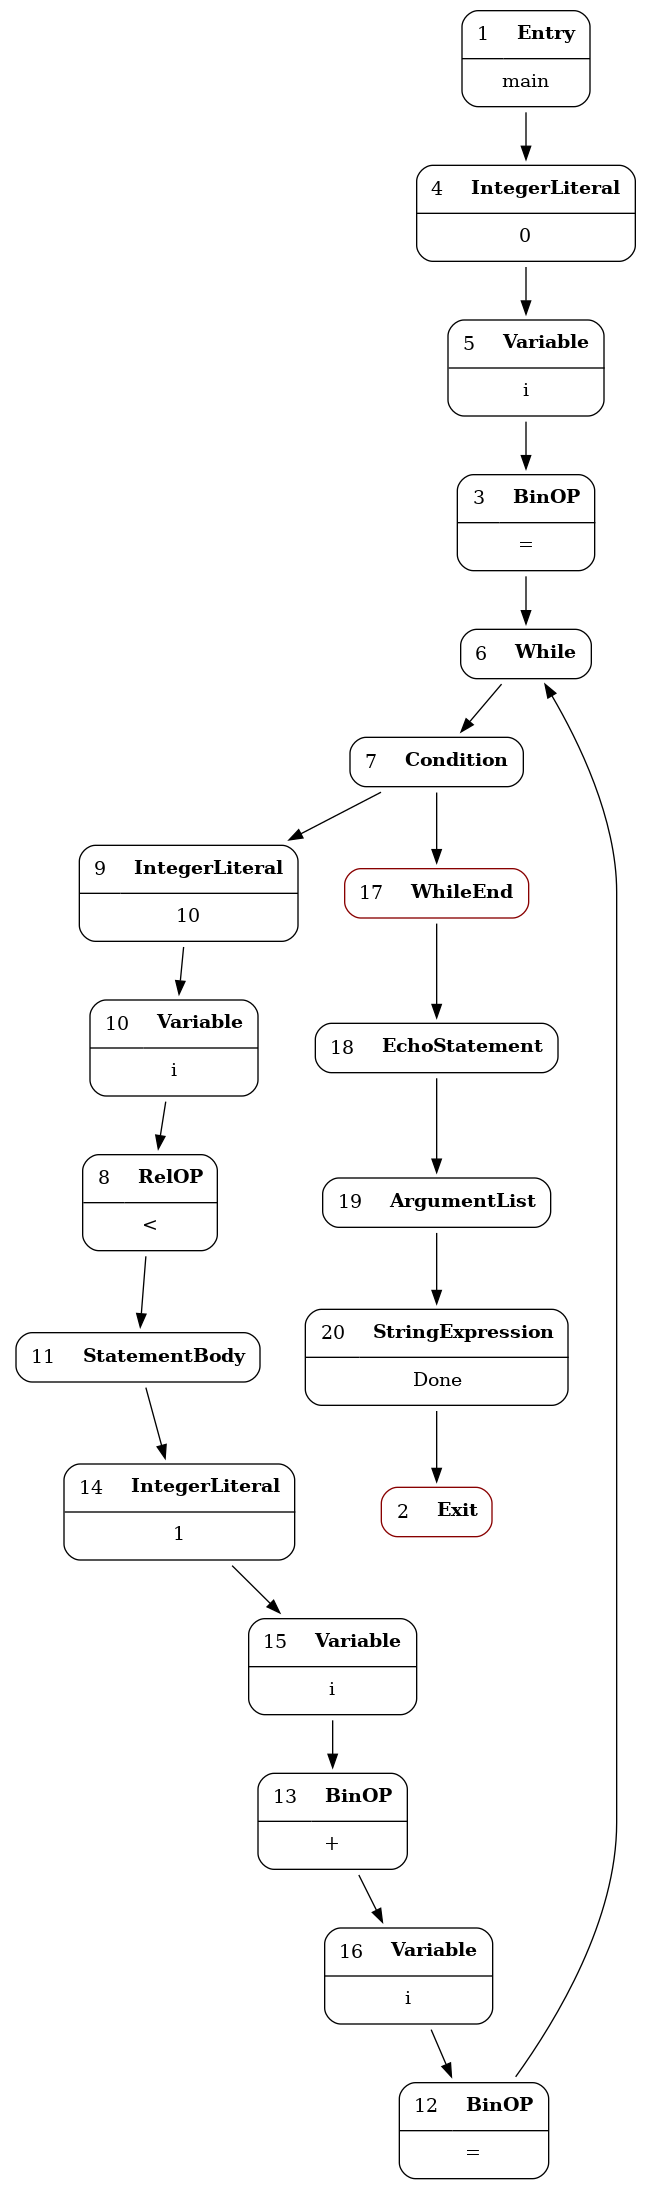 1 Entry
main
4 IntegerLiteral
0
5 Variable
i
3 BinOP
=
6 While
7 Condition
9 IntegerLiteral
10
17 WhileEnd
10 Variable
i
18 EchoStatement
8 RelOP
<
19 ArgumentList
11 StatementBody
20 StringExpression
Done
14 IntegerLiteral
1
2 Exit
15 Variable
i
13 BinOP
+
16 Variable
i
12 BinOP
=